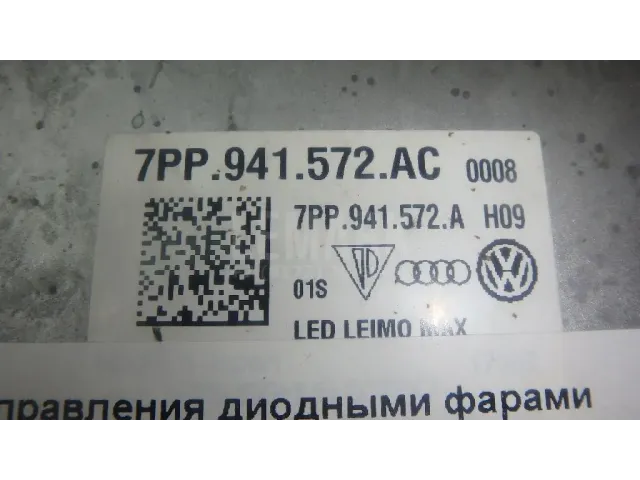 7PP.941.572.AC 0008
7PP.941.572.A H09
01S
LED LEIMO MAX
правления диодными фарами